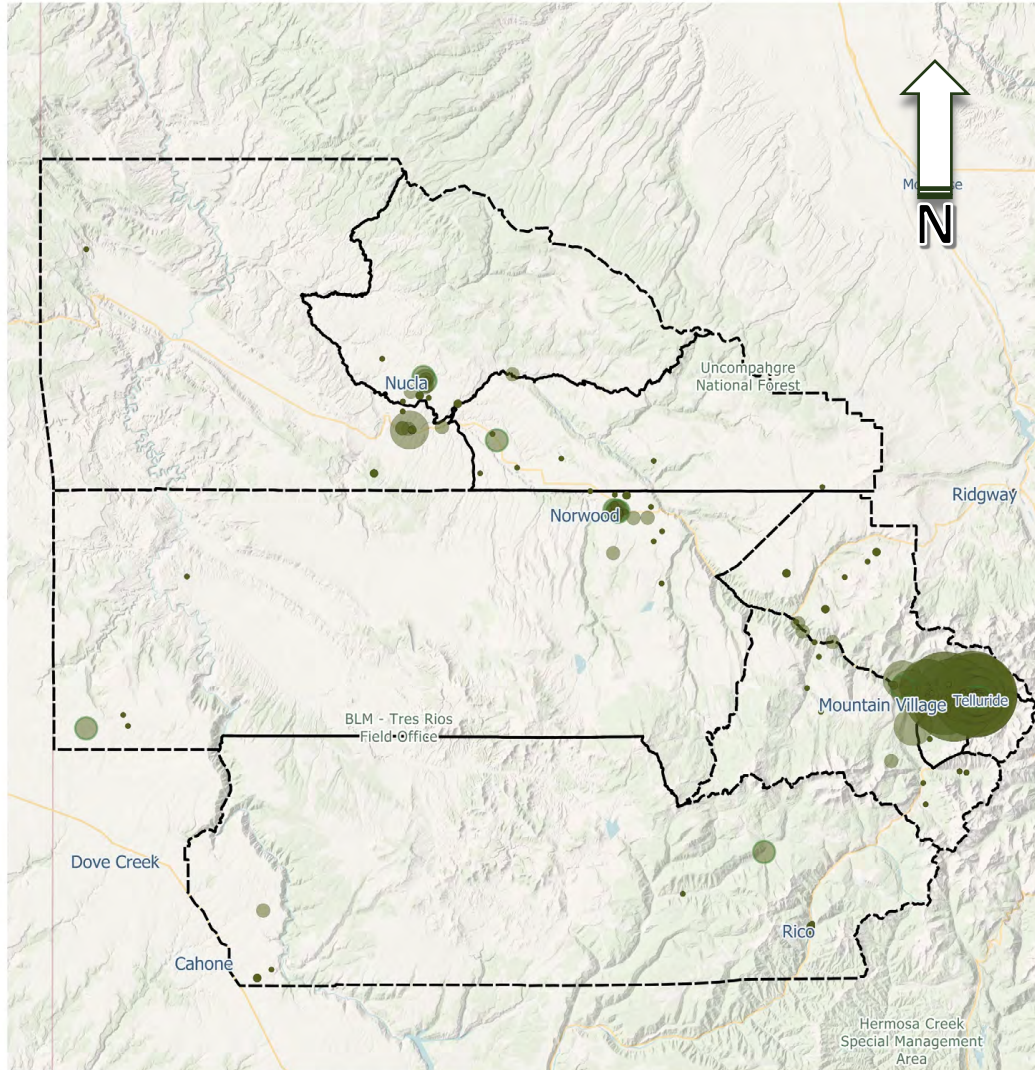 N
Nucla
Uncompahgre
National Forest
Ridgway
Norwood
Mountain Village
Telluride
BLM - Tres Rios
Field Office
Dove Creek
Rico
Cahone
Hermosa Creek
Special Management
Area